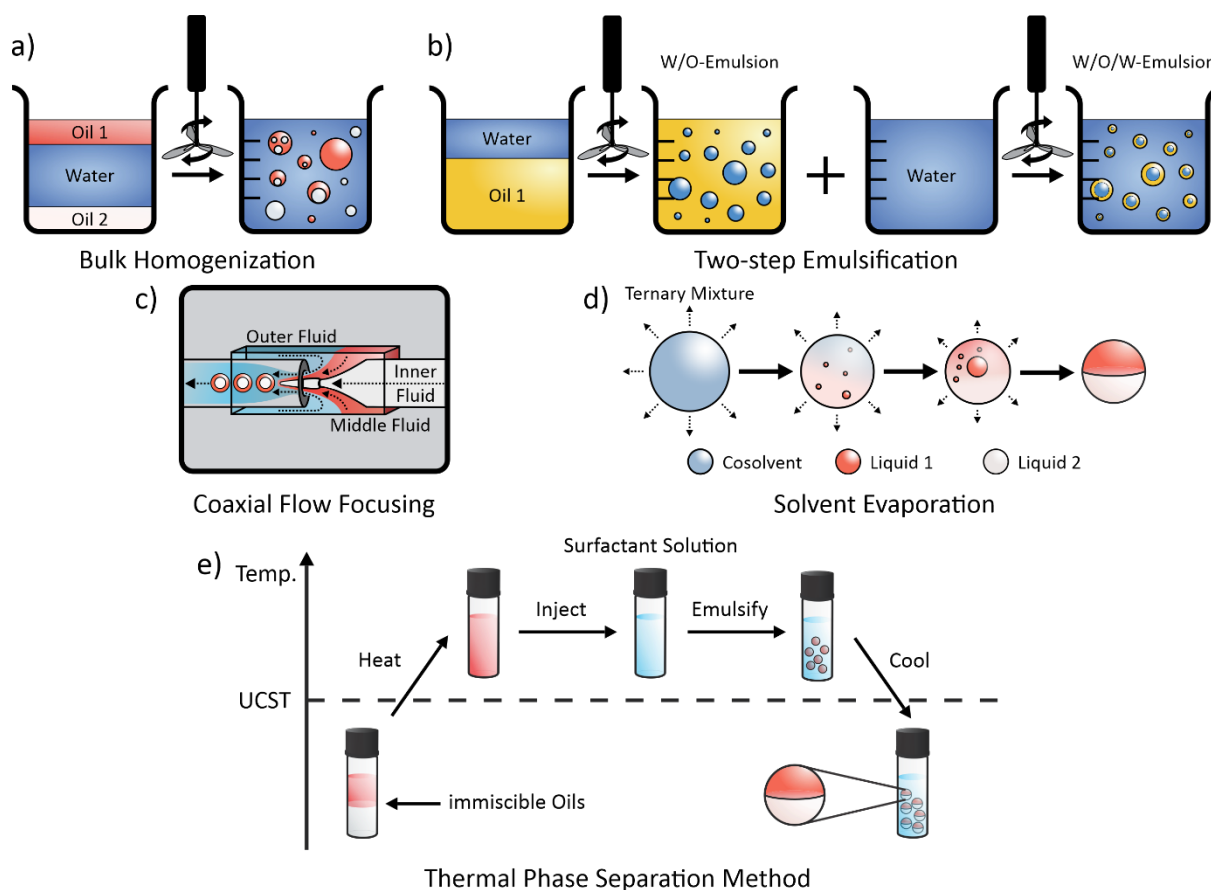 a)
Oil 1
Water
Oil 2
Bulk Homogenization
b)
W/O-Emulsion
W/O/W-Emulsion
Water
Oil 1
Water
Two-step Emulsification
c)
Outer Fluid
Inner
Fluid
Middle Fluid
Coaxial Flow Focusing
d)
Ternary Mixture
Cosolvent
Liquid 1
Liquid 2
Solvent Evaporation
e)
Temp.
Surfactant Solution
Inject
Emulsify
Heat
Cool
UCST
immiscible Oils
Thermal Phase Separation Method